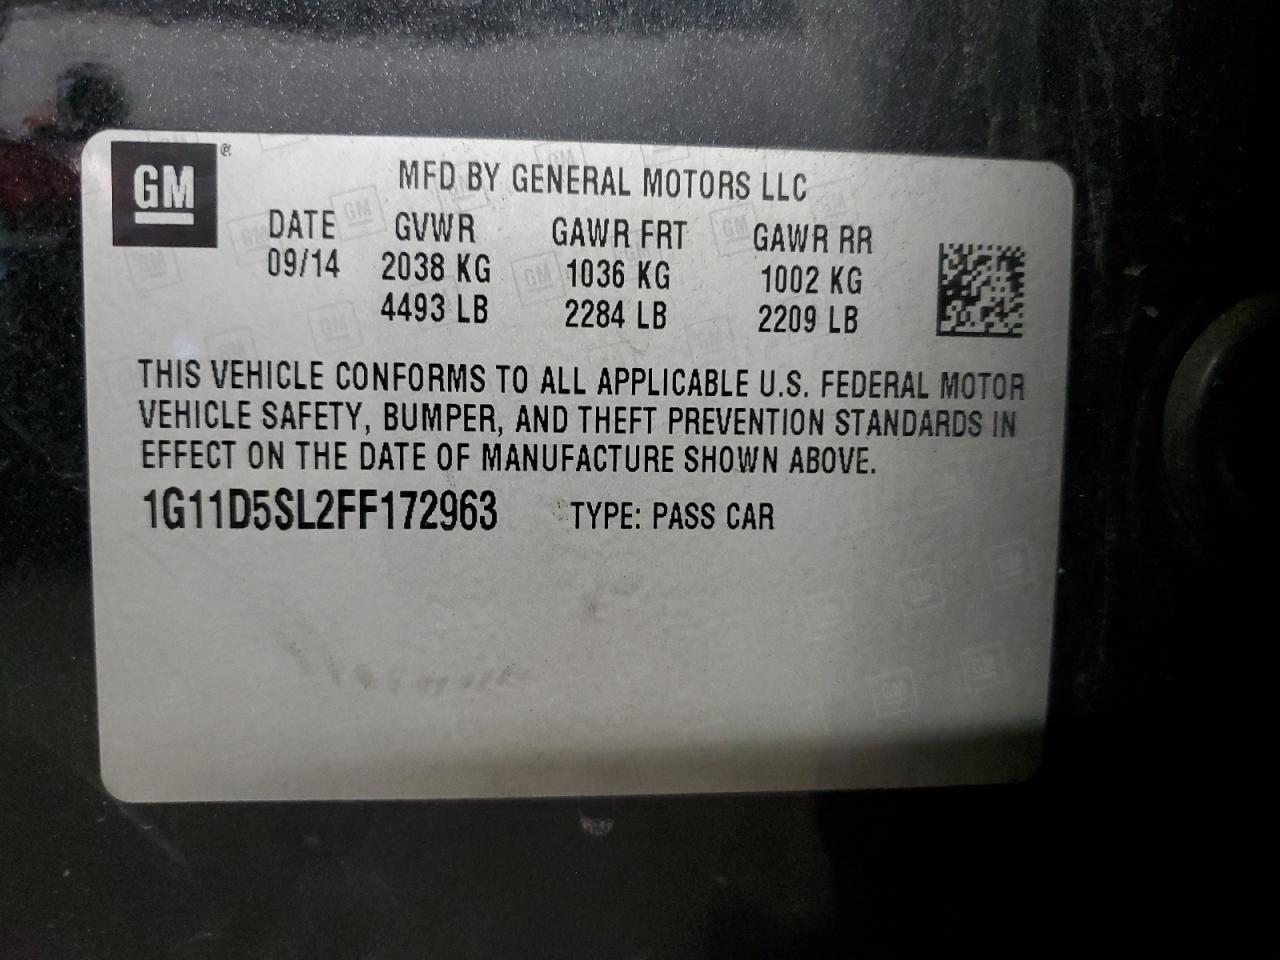 GM ®
MFD BY GENERAL MOTORS LLC
DATE GVWR GAWR FRT GAWR RR
09/14 2038 KG 1036 KG 1002 KG
4493 LB 2284 LB 2209 LB
THIS VEHICLE CONFORMS TO ALL APPLICABLE U.S. FEDERAL MOTOR
VEHICLE SAFETY, BUMPER, AND THEFT PREVENTION STANDARDS IN
EFFECT ON THE DATE OF MANUFACTURE SHOWN ABOVE.
1G11D5SL2FF172963 TYPE: PASS CAR